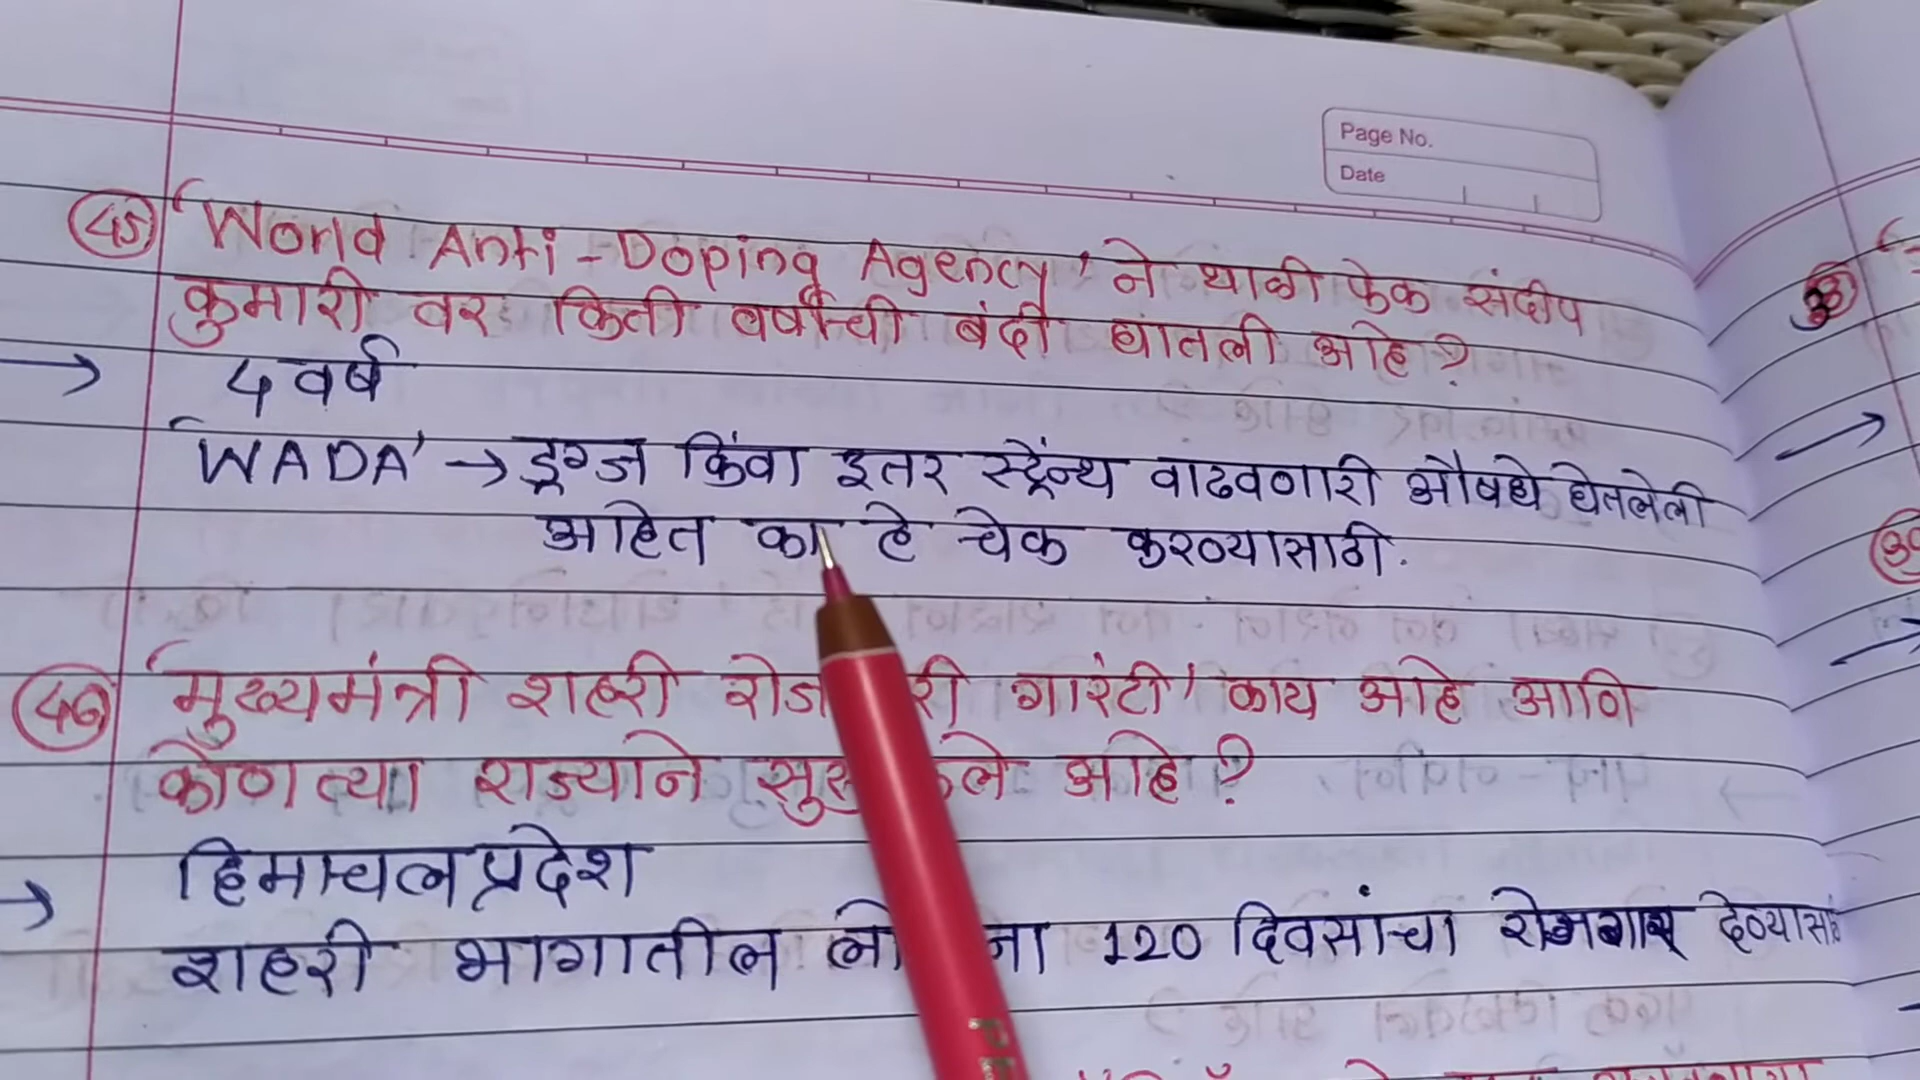 Page No.
Date
45 'World Anti-Doping Agency' ने थाळी फेक संदीप
कुमारी वर किती वर्षाची बंदी घातली आहे?
→ 4 वर्ष
'WADA' → ड्रग्ज किंवा इतर स्ट्रेंन्थ वाढवणारी औषधे घेतलेली
आहेत का हे चेक करण्यासाठी.
46 'मुख्यमंत्री शहरी गारंटी' काय आहे आणि
कोणत्या राज्याने आहे?
→ हिमाचल प्रदेश
शहरी भागातील 120 दिवसांचा रोजगार